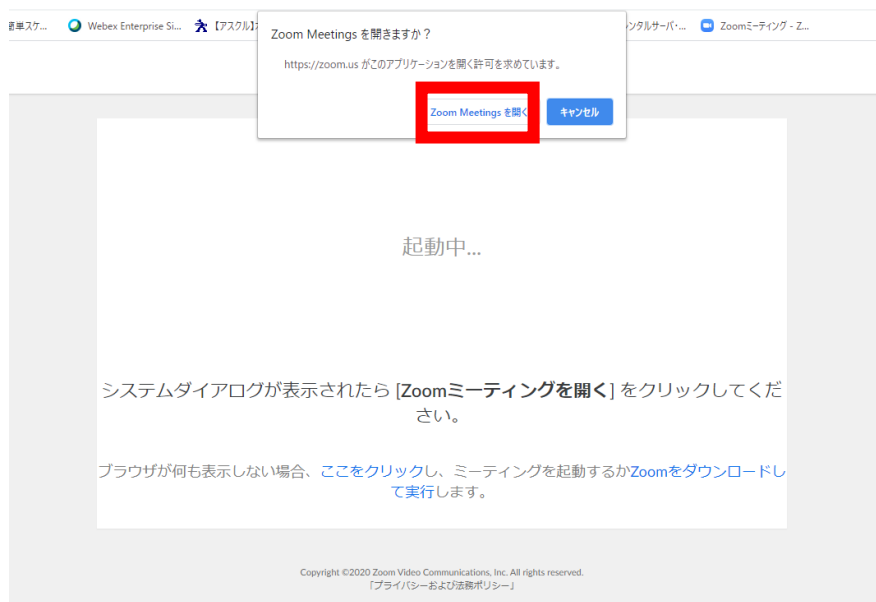 Webex Enterprise Si...
【アスクル】
Zoomミーティング - Z...
Zoom Meetings を開きますか？
https://zoom.us がこのアプリケーションを開く許可を求めています。
Zoom Meetings を開く
キャンセル
起動中...
システムダイアログが表示されたら [Zoomミーティングを開く] をクリックしてくだ
さい。
ブラウザが何も表示しない場合、ここをクリックし、ミーティングを起動するかZoomをダウンロードし
て実行します。
Copyright ©2020 Zoom Video Communications, Inc. All rights reserved.
「プライバシーおよび法務ポリシー」